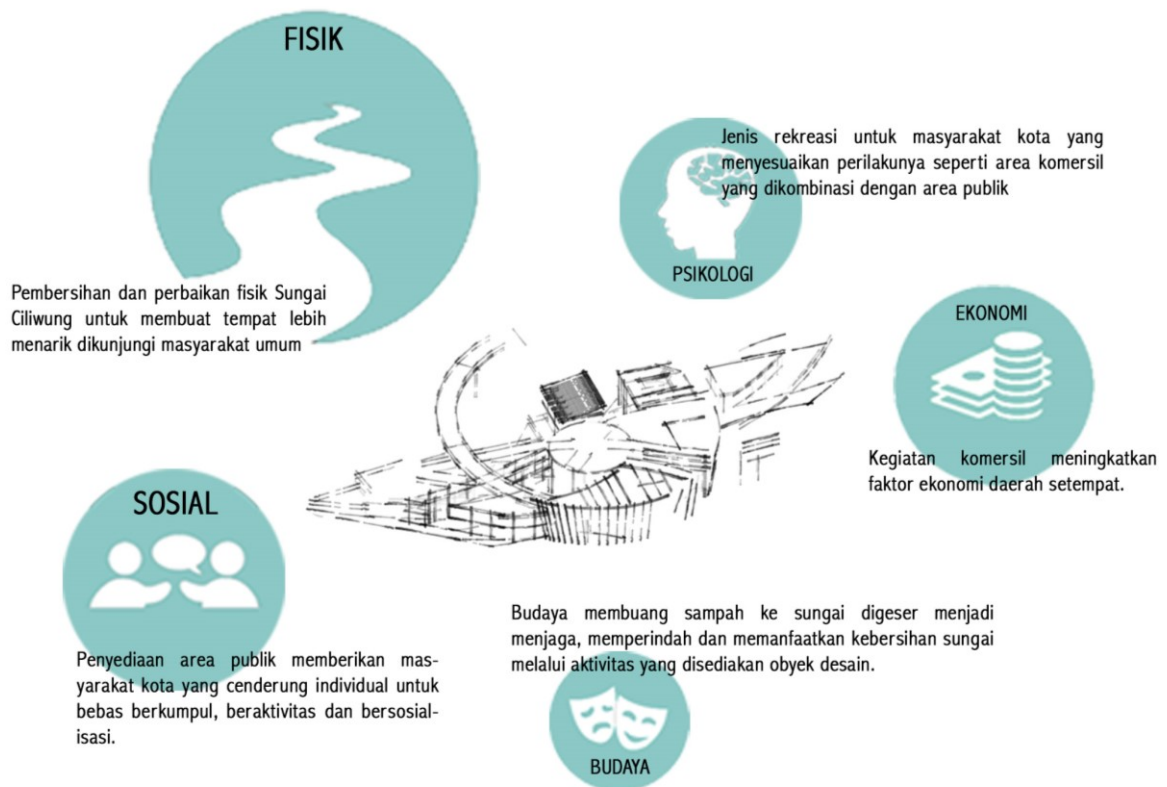 FISIK
Pembersihan dan perbaikan fisik Sungai
Ciliwung untuk membuat tempat lebih
menarik dikunjungi masyarakat umum
Jenis rekreasi untuk masyarakat kota yang
menyesuaikan perilakunya seperti area komersil
yang dikombinasi dengan area publik
PSIKOLOGI
EKONOMI
Kegiatan komersil meningkatkan
faktor ekonomi daerah setempat.
SOSIAL
Penyediaan area publik memberikan mas-
yarakat kota yang cenderung individual untuk
bebas berkumpul, beraktivitas dan bersosial-
isasi.
Budaya membuang sampah ke sungai digeser menjadi
menjaga, memperindah dan memanfaatkan kebersihan sungai
melalui aktivitas yang disediakan obyek desain.
BUDAYA